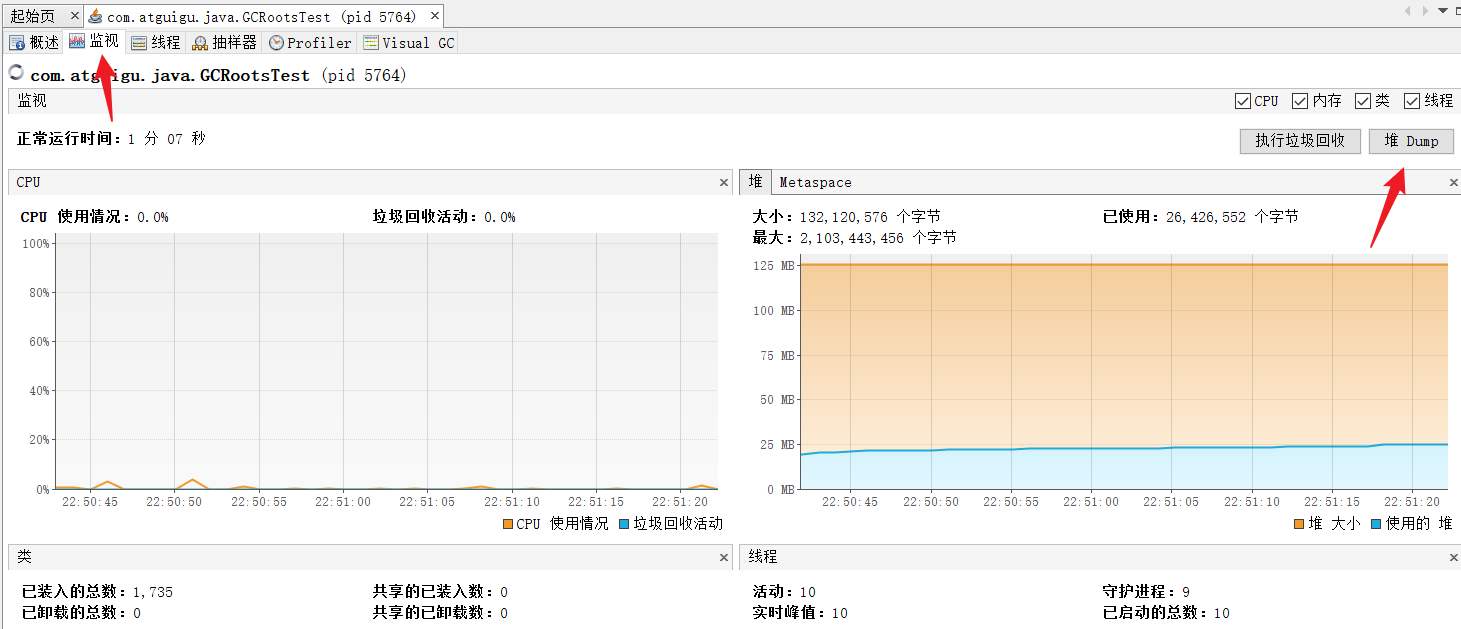 起始页 × com.atguigu.java.GCRootsTest (pid 5764) ×
概述 监视 线程 抽样器 Profiler Visual GC
com.atguigu.java.GCRootsTest (pid 5764)
监视 CPU 内存 类 线程
正常运行时间: 1 分 07 秒 执行垃圾回收 堆 Dump
CPU ×
CPU 使用情况: 0.0% 垃圾回收活动: 0.0%
100%
80%
60%
40%
20%
0%
22:50:45 22:50:50 22:50:55 22:51:00 22:51:05 22:51:10 22:51:15 22:51:20
CPU 使用情况 垃圾回收活动
堆 Metaspace ×
大小: 132,120,576 个字节 已使用: 26,426,552 个字节
最大: 2,103,443,456 个字节
125 MB
100 MB
75 MB
50 MB
25 MB
0 MB
22:50:45 22:50:50 22:50:55 22:51:00 22:51:05 22:51:10 22:51:15 22:51:20
堆 大小 使用的 堆
类 ×
已装入的总数: 1,735 共享的已装入数: 0
已卸载的总数: 0 共享的已卸载数: 0
线程 ×
活动: 10 守护进程: 9
实时峰值: 10 已启动的总数: 10